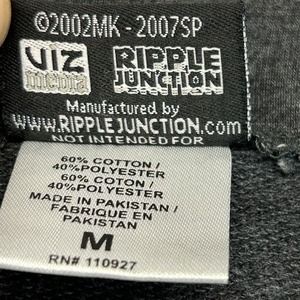 ©2002MK - 2007SP
VIZ media RIPPLE JUNCTION
Manufactured by
www.RIPPLEJUNCTION.com
NOT INTENDED FOR
60% COTTON /
40%POLYESTER
60% COTON /
40%POLYESTER
MADE IN PAKISTAN /
FABRIQUE EN
PAKISTAN
M
RN# 110927